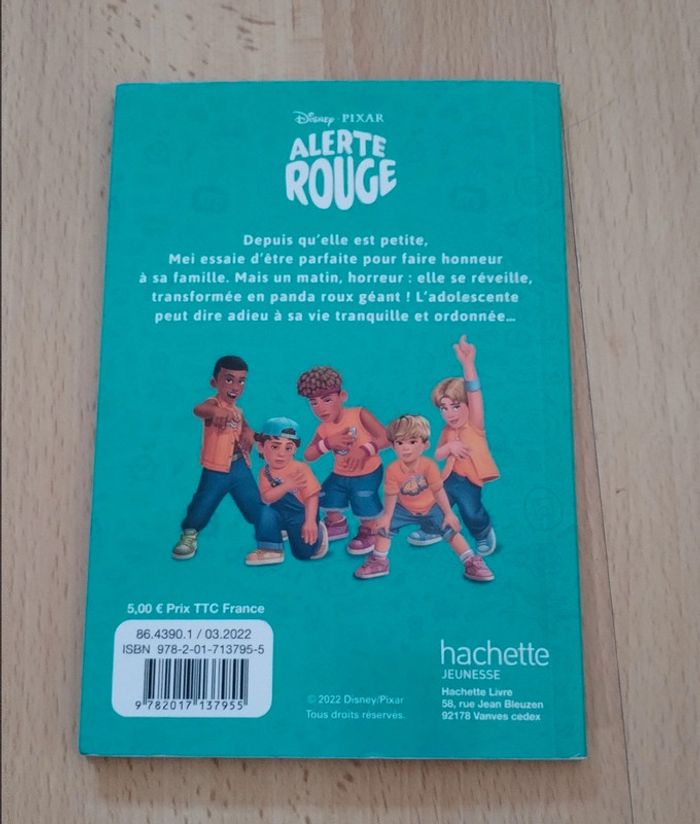 Disney · PIXAR
ALERTE
ROUGE
Depuis qu'elle est petite,
Mei essaie d'être parfaite pour faire honneur
à sa famille. Mais un matin, horreur : elle se réveille,
transformée en panda roux géant ! L'adolescente
peut dire adieu à sa vie tranquille et ordonnée...
5,00 € Prix TTC France
86.4390.1 / 03.2022
ISBN 978-2-01-713795-5
9 782017 137955
© 2022 Disney/Pixar
Tous droits réservés.
hachette
JEUNESSE
Hachette Livre
58, rue Jean Bleuzen
92178 Vanves cedex